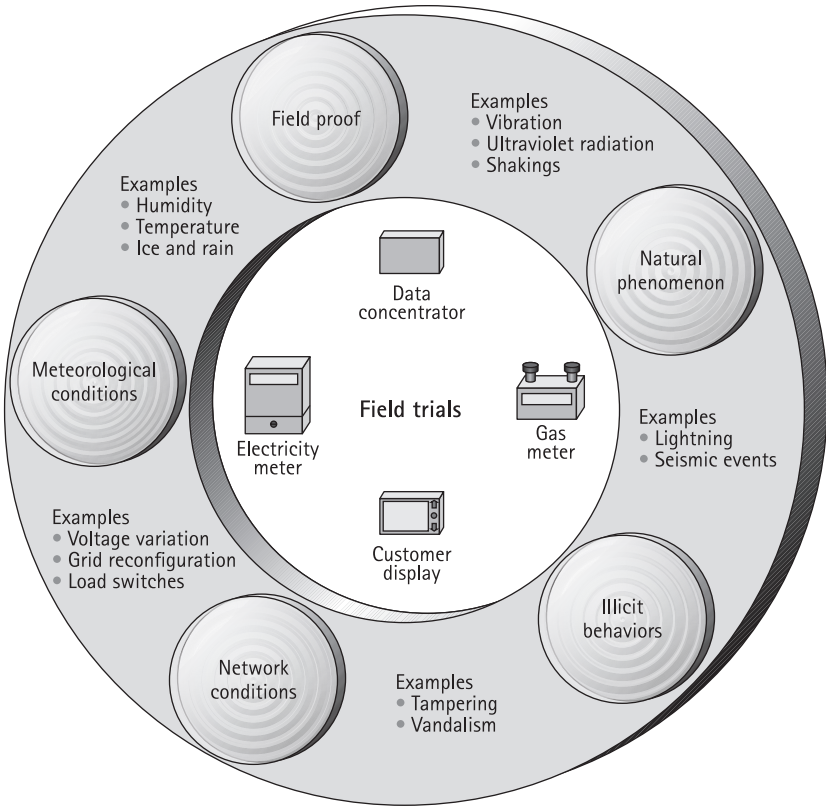 Field proof
Examples
• Vibration
• Ultraviolet radiation
• Shakings
Natural
phenomenon
Examples
• Lightning
• Seismic events
Illicit
behaviors
Examples
• Tampering
• Vandalism
Network
conditions
Examples
• Voltage variation
• Grid reconfiguration
• Load switches
Meteorological
conditions
Examples
• Humidity
• Temperature
• Ice and rain
Data
concentrator
Electricity
meter
Field trials
Gas
meter
Customer
display